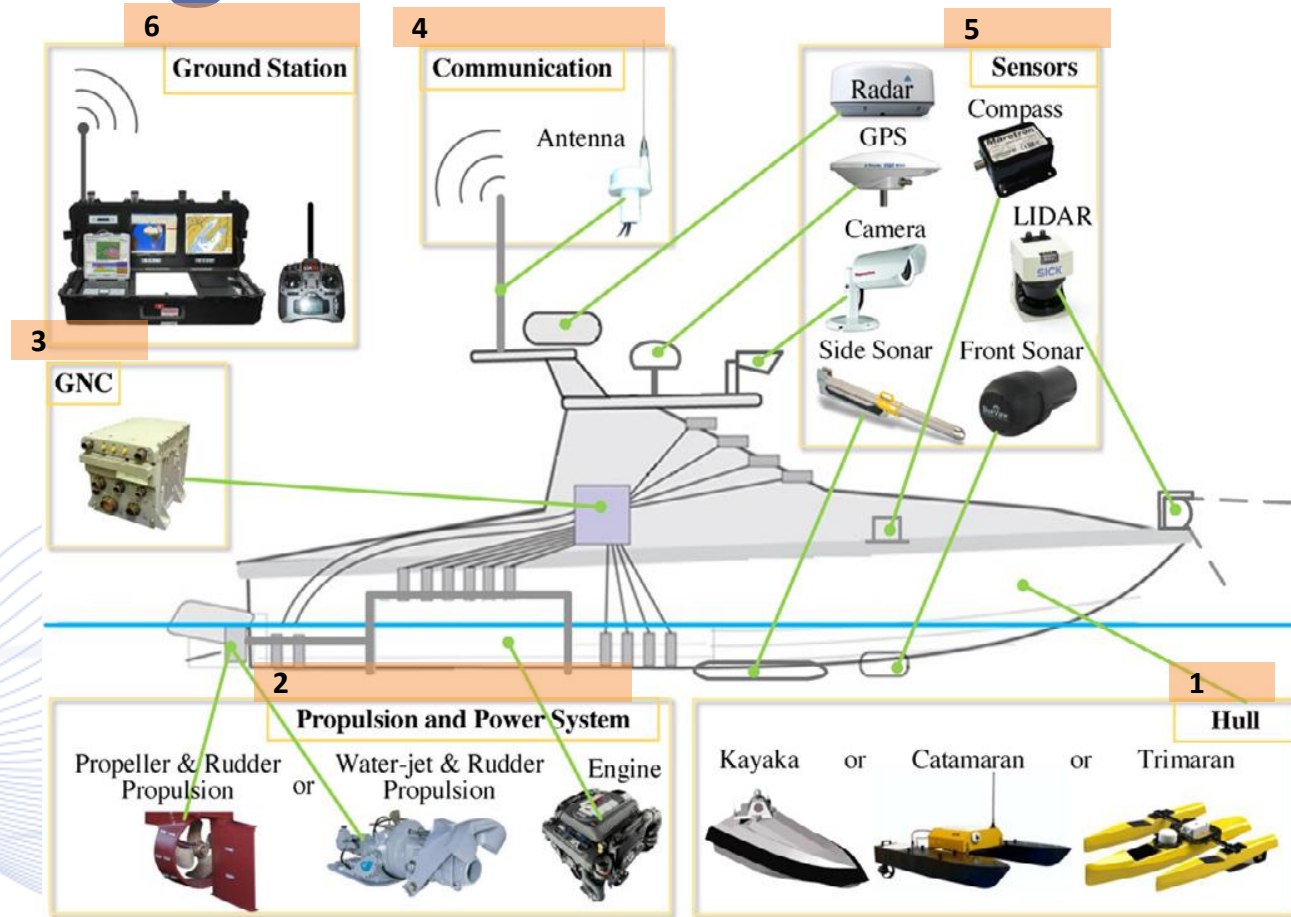 6
Ground Station
4
Communication
Antenna
5
Sensors
Radar
Compass
GPS
LIDAR
SICK
Camera
Side Sonar
Front Sonar
3
GNC
2
Propulsion and Power System
Propeller & Rudder
Propulsion
or
Water-jet & Rudder
Propulsion
Engine
1
Hull
Kayaka or Catamaran or Trimaran